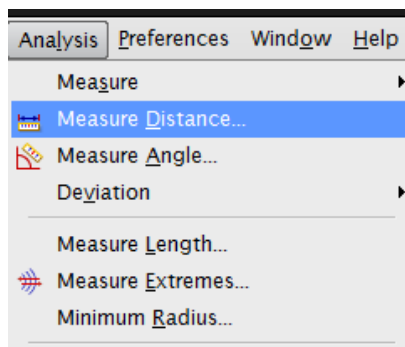 Analysis Preferences Window Help
Measure
Measure Distance...
Measure Angle...
Deviation
Measure Length...
Measure Extremes...
Minimum Radius...